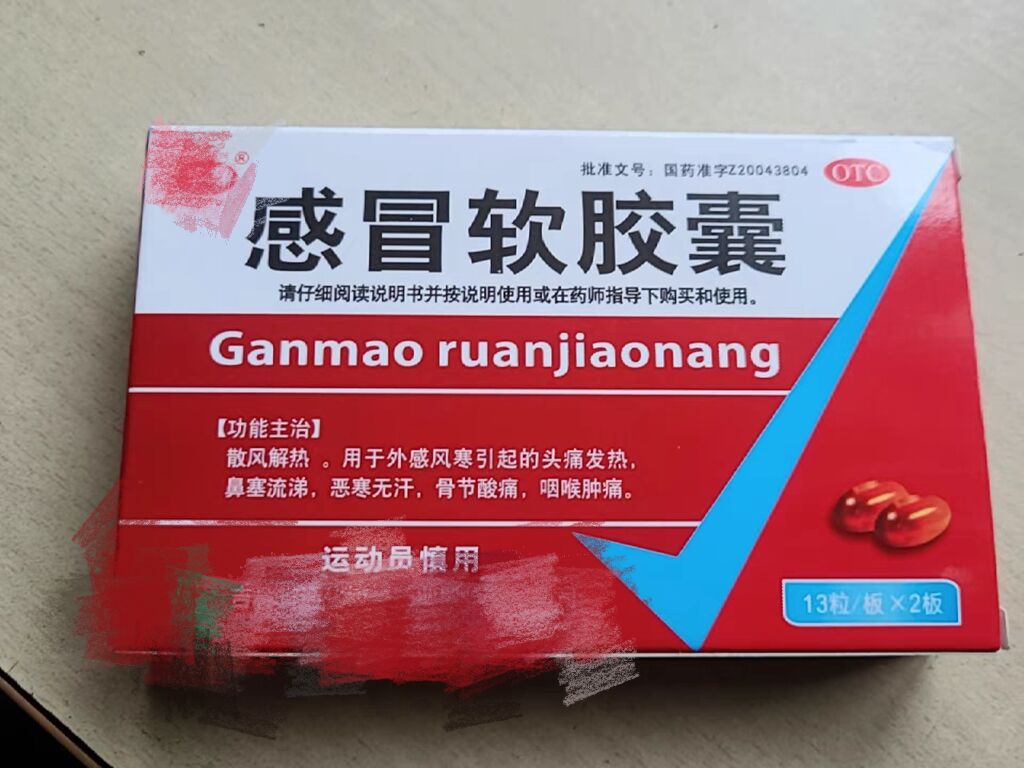 ®
批准文号：国药准字Z20043804
OTC
感冒软胶囊
请仔细阅读说明书并按说明使用或在药师指导下购买和使用。
Ganmao ruanjiaonang
【功能主治】
散风解热 。用于外感风寒引起的头痛发热，
鼻塞流涕，恶寒无汗，骨节酸痛，咽喉肿痛。
运动员慎用
13粒/板×2板